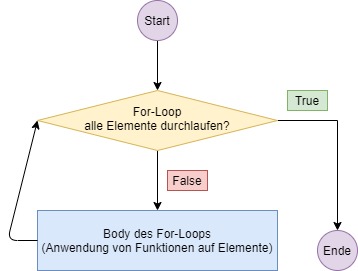 Start
For-Loop
alle Elemente durchlaufen?
True
False
Body des For-Loops
(Anwendung von Funktionen auf Elemente)
Ende